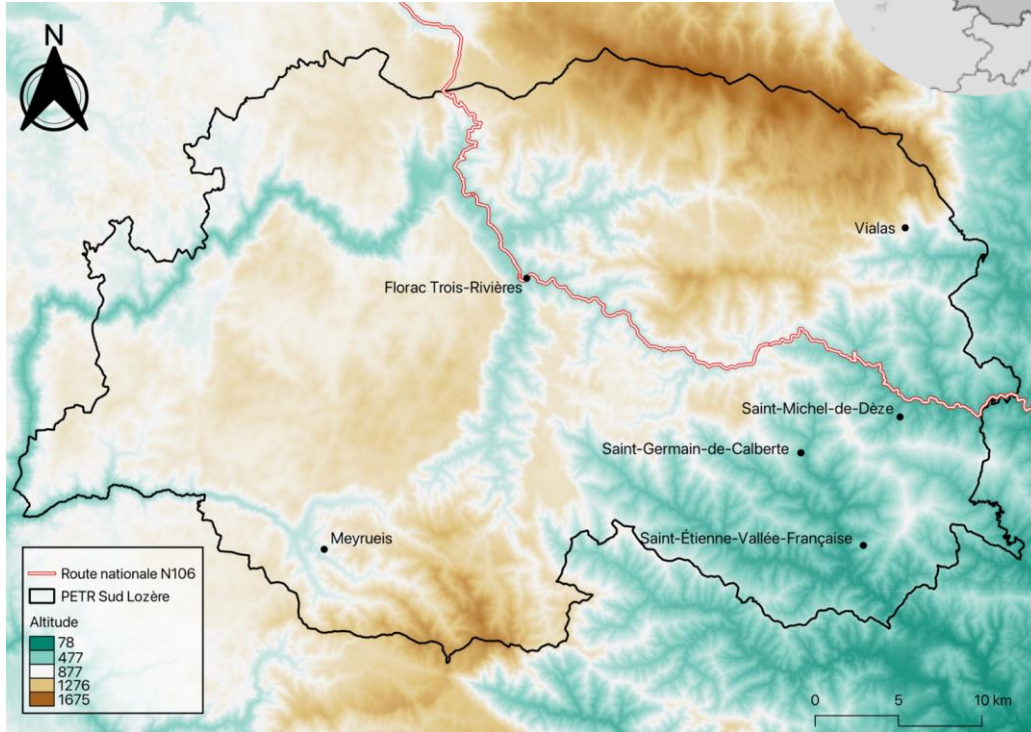 N
Vialas
Florac Trois-Rivières
Saint-Michel-de-Dèze
Saint-Germain-de-Calberte
Saint-Étienne-Vallée-Française
Meyrueis
Route nationale N106
PETR Sud Lozère
Altitude
78
477
877
1276
1675
0 5 10 km